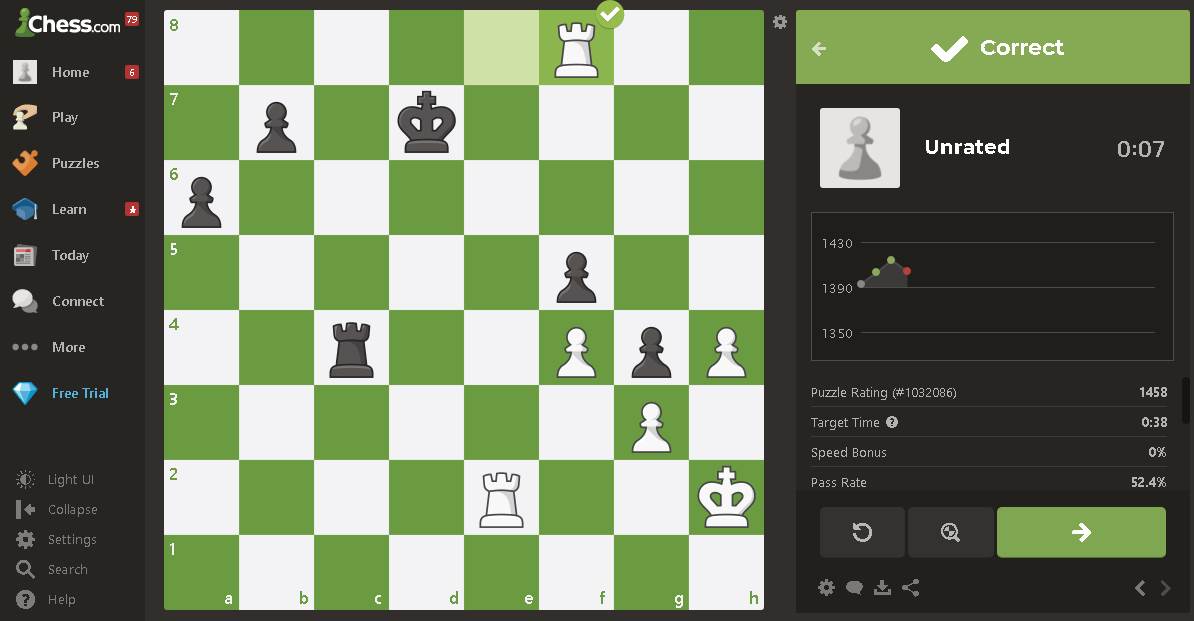 Chess.com 79
Home 6
Play
Puzzles
Learn
Today
Connect
More
Free Trial
Light UI
Collapse
Settings
Search
Help
8
7
6
5
4
3
2
1
a b c d e f g h
Correct
Unrated 0:07
1430
1390
1350
Puzzle Rating (#1032086) 1458
Target Time ? 0:38
Speed Bonus 0%
Pass Rate 52.4%